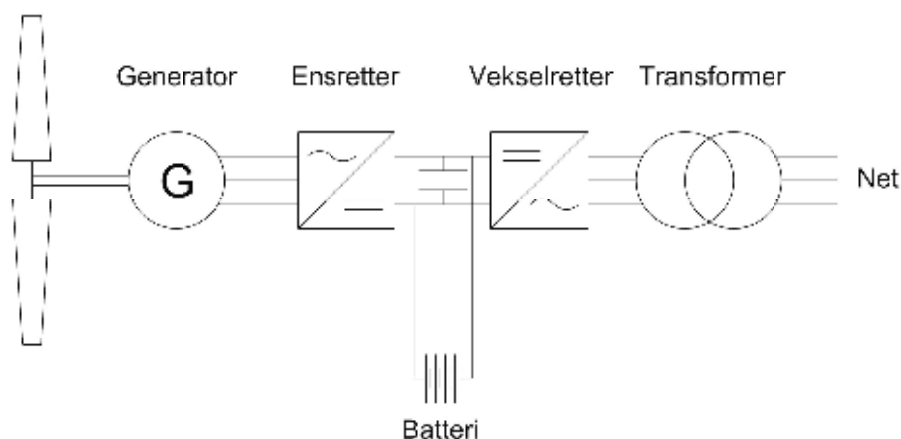 Generator
Ensretter
Vekselretter
Transformer
G
Net
Batteri